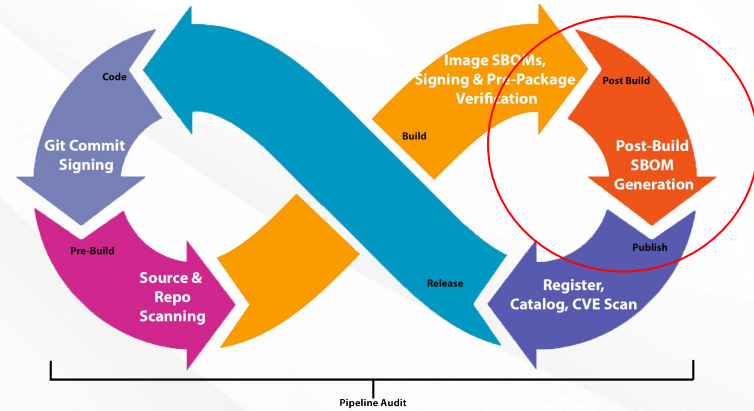 Code
Git Commit
Signing
Pre-Build
Source &
Repo
Scanning
Build
Image SBOMs,
Signing & Pre-Package
Verification
Post Build
Post-Build
SBOM
Generation
Publish
Register,
Catalog, CVE Scan
Release
Pipeline Audit